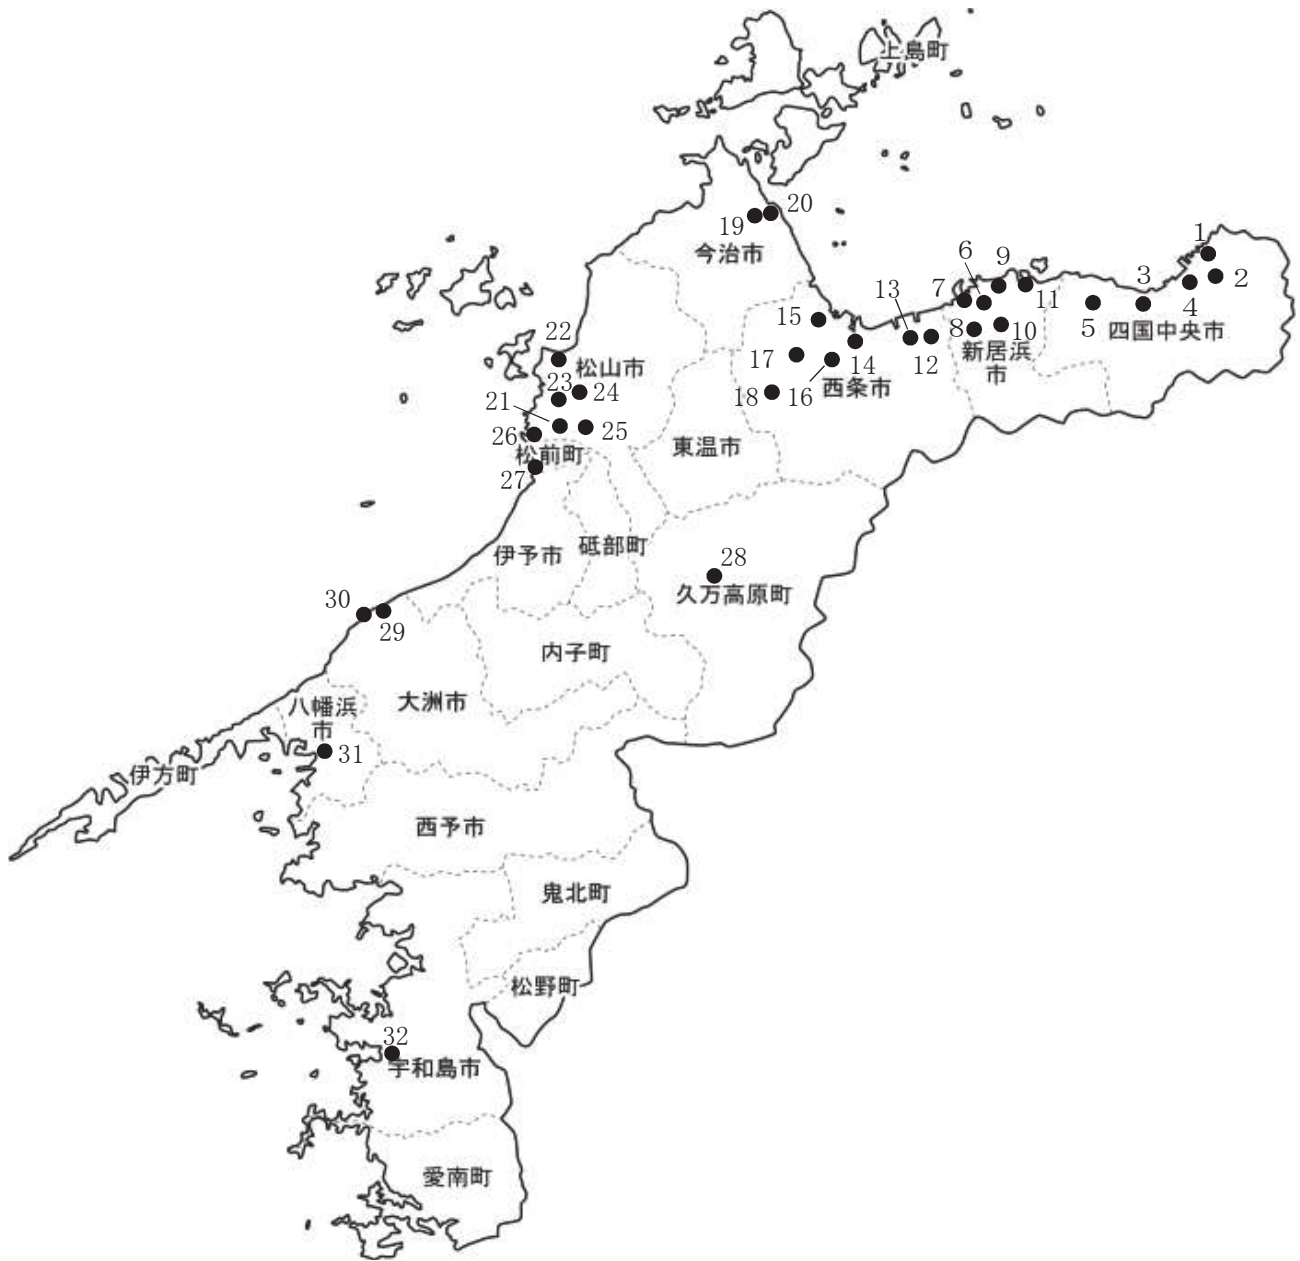 上島町
20
19
今治市
1
6
9
2
3
7
13
11
4
15
5
8
10
四国中央市
22
17
14
12
新居浜
市
松山市
23
24
18
16
西条市
21
25
26
東温市
松前町
27
伊予市
砥部町
28
久万高原町
30
29
内子町
大洲市
八幡浜
市
31
伊方町
西予市
鬼北町
松野町
32
宇和島市
愛南町